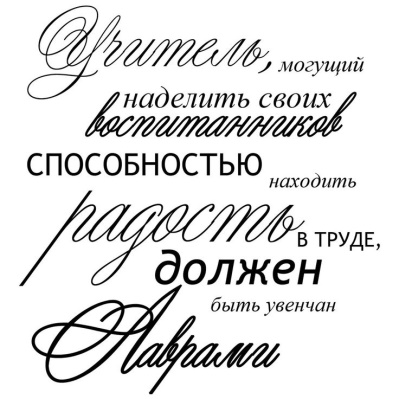 Учитель, могущий
наделить своих
воспитанников
СПОСОБНОСТЬЮ
находить
радость В ТРУДЕ,
должен
быть увенчан
Лаврами